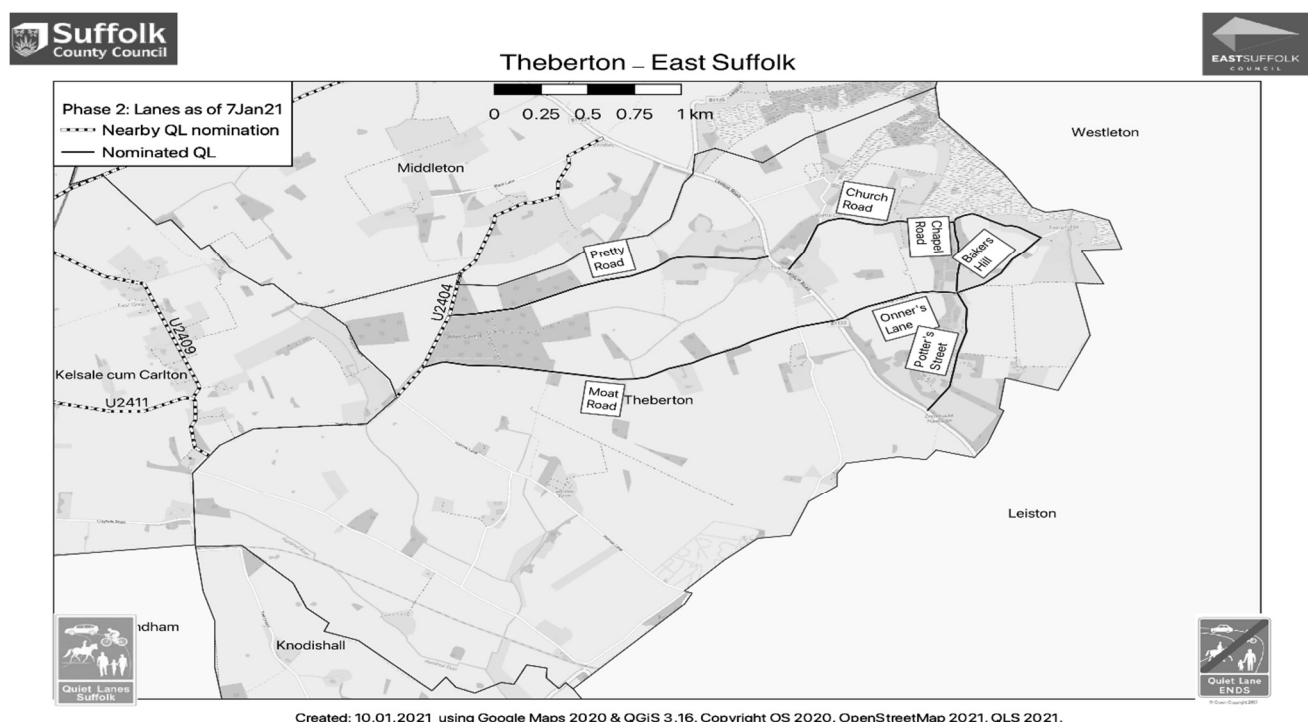 Suffolk
County Council
EASTSUFFOLK
COUNCIL
Theberton – East Suffolk
Phase 2: Lanes as of 7Jan21
Nearby QL nomination
Nominated QL
0 0.25 0.5 0.75 1 km
Westleton
Middleton
Church
Road
Chapel
Road
Bakers
Hill
Pretty
Road
U2404
Onner's
Lane
Potter's
Street
U2409
Kelsale cum Carlton
U2411
Moat
Road
Theberton
Leiston
ndham
Knodishall
Quiet Lanes
Suffolk
Quiet Lane
ENDS
Created: 10.01.2021 using Google Maps 2020 & QGiS 3.16. Copyright OS 2020. OpenStreetMap 2021. QLS 2021.